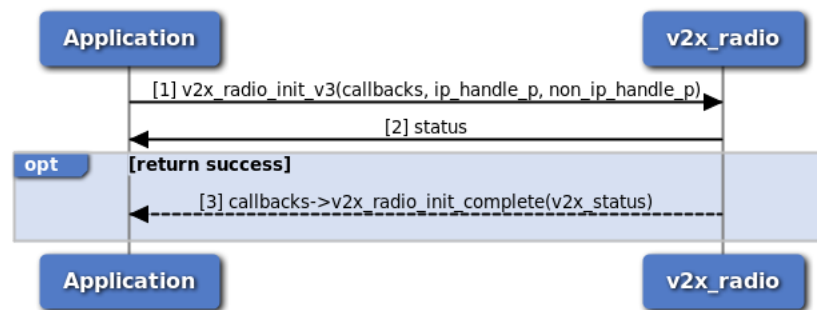 Application v2x_radio
[1] v2x_radio_init_v3(callbacks, ip_handle_p, non_ip_handle_p)
[2] status
opt [return success]
[3] callbacks->v2x_radio_init_complete(v2x_status)
Application v2x_radio